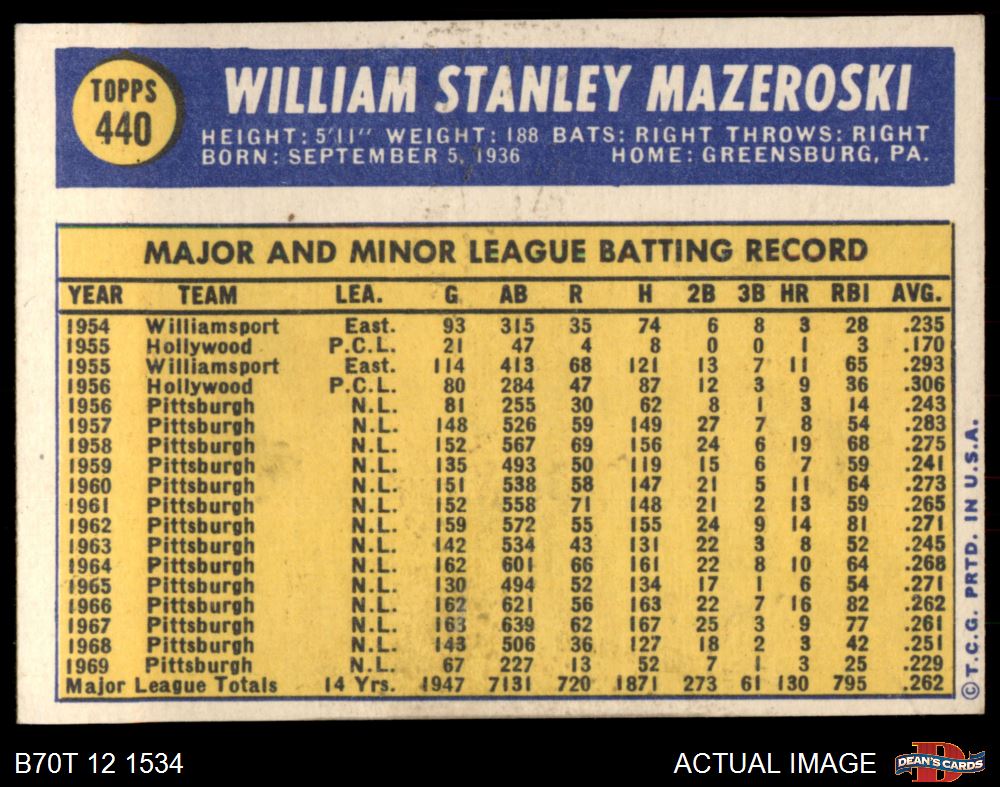 TOPPS
440
WILLIAM STANLEY MAZEROSKI
HEIGHT: 5'11" WEIGHT: 188 BATS: RIGHT THROWS: RIGHT
BORN: SEPTEMBER 5, 1936 HOME: GREENSBURG, PA.
MAJOR AND MINOR LEAGUE BATTING RECORD
YEAR TEAM LEA. G AB R H 2B 3B HR RBI AVG.
1954 Williamsport East. 93 315 35 74 6 8 3 28 .235
1955 Hollywood P.C.L. 21 47 4 8 0 0 1 3 .170
1955 Williamsport East. 114 413 68 121 13 7 11 65 .293
1956 Hollywood P.C.L. 80 284 47 87 12 3 9 36 .306
1956 Pittsburgh N.L. 81 255 30 62 8 1 3 14 .243
1957 Pittsburgh N.L. 148 526 59 149 27 7 8 54 .283
1958 Pittsburgh N.L. 152 567 69 156 24 6 19 68 .275
1959 Pittsburgh N.L. 135 493 50 119 15 6 7 59 .241
1960 Pittsburgh N.L. 151 538 58 147 21 5 11 64 .273
1961 Pittsburgh N.L. 152 558 71 148 21 2 13 59 .265
1962 Pittsburgh N.L. 159 572 55 155 24 9 14 81 .271
1963 Pittsburgh N.L. 142 534 43 131 22 3 8 52 .245
1964 Pittsburgh N.L. 162 601 66 161 22 8 10 64 .268
1965 Pittsburgh N.L. 130 494 52 134 17 1 6 54 .271
1966 Pittsburgh N.L. 162 621 56 163 22 7 16 82 .262
1967 Pittsburgh N.L. 163 639 62 167 25 3 9 77 .261
1968 Pittsburgh N.L. 143 506 36 127 18 2 3 42 .251
1969 Pittsburgh N.L. 67 227 13 52 7 1 3 25 .229
Major League Totals 14 Yrs. 1947 7131 720 1871 273 61 130 795 .262
© T.C.G. PRTD. IN U.S.A.
B70T 12 1534
ACTUAL IMAGE
B
DEAN'S CARDS